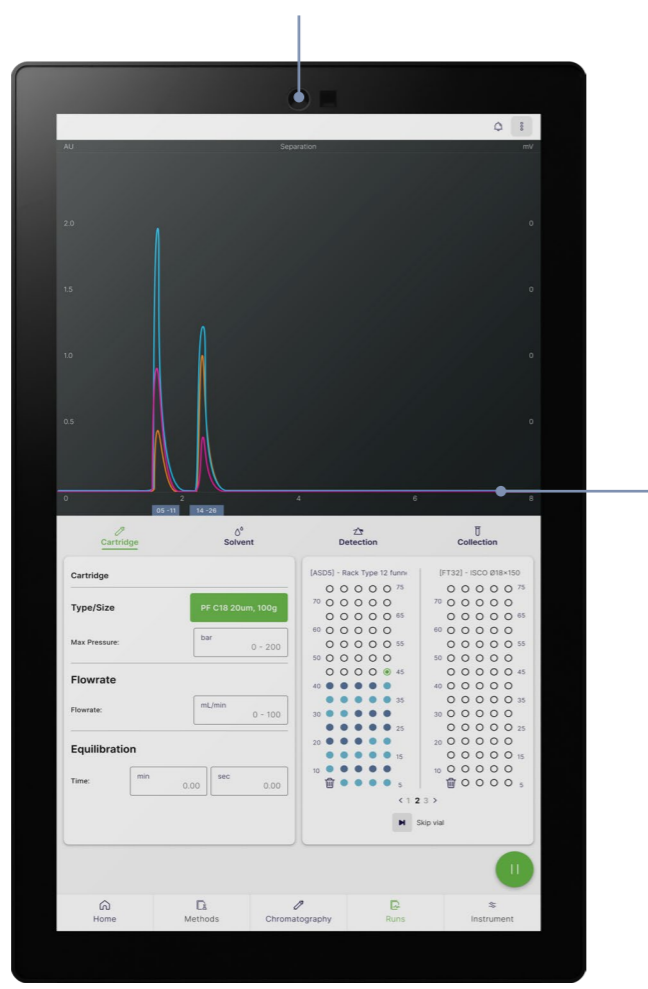 AU Separation mV
2.0 0
1.5 0
1.0 0
0.5 0
0 2 4 6 8
05 -11 14 -26
Cartridge Solvent Detection Collection
Cartridge
Type/Size PF C18 20um, 100g
Max Pressure: bar 0 - 200
Flowrate
Flowrate: mL/min 0 - 100
Equilibration
Time: min 0.00 sec 0.00
[ASD5] - Rack Type 12 funn
[FT32] - ISCO Ø18×150
75 75
70 70
65 65
60 60
55 55
50 50
45 45
40 40
35 35
30 30
25 25
20 20
15 15
10 10
5 5
< 1 2 3 >
Skip vial
Home Methods Chromatography Runs Instrument